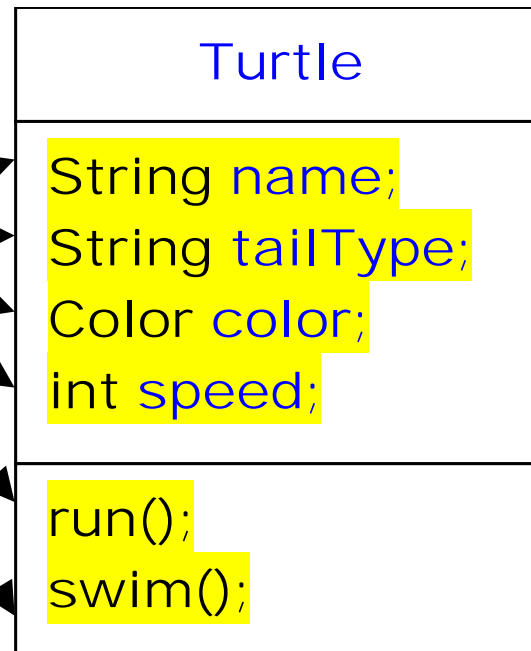 Turtle
String name;
String tailType;
Color color;
int speed;
run();
swim();